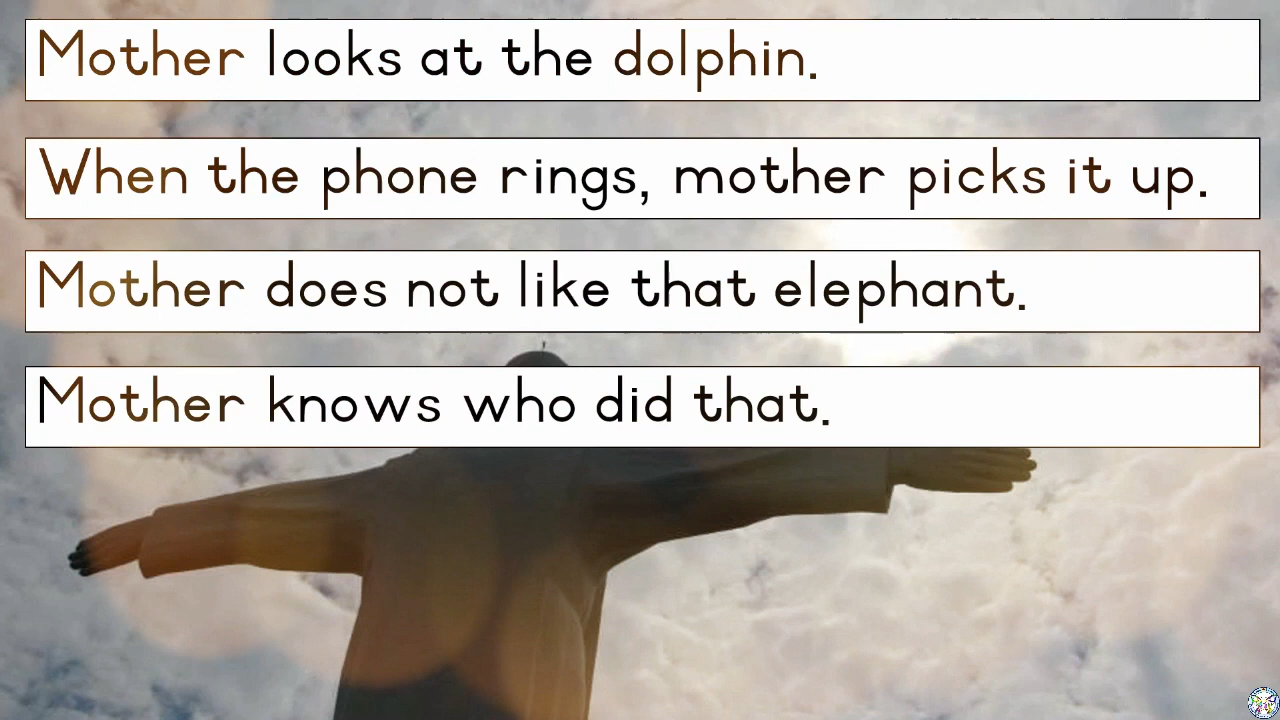 Mother looks at the dolphin.
When the phone rings, mother picks it up.
Mother does not like that elephant.
Mother knows who did that.